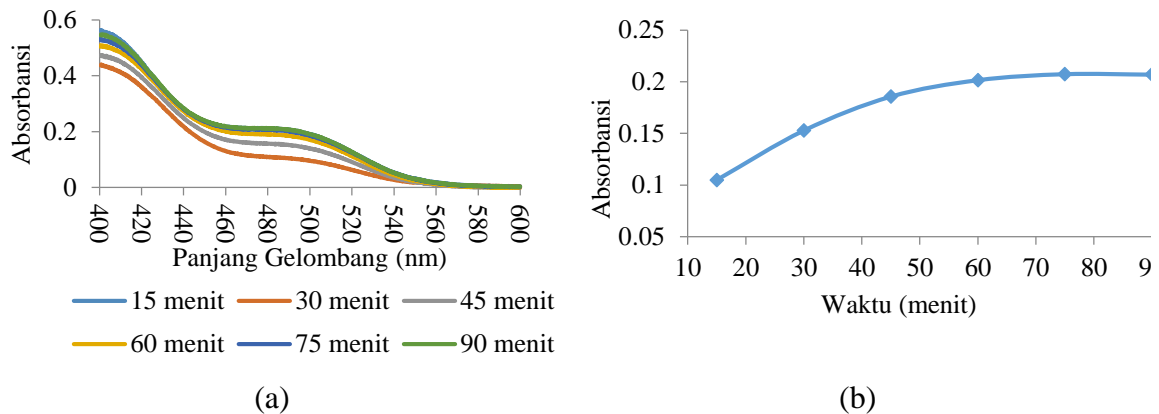 0.6
0.4
0.2
0
Absorbansi
400
420
440
460
480
500
520
540
560
580
600
Panjang Gelombang (nm)
15 menit 30 menit 45 menit
60 menit 75 menit 90 menit
(a)
0.25
0.2
0.15
0.1
0.05
Absorbansi
10 20 30 40 50 60 70 80 9
Waktu (menit)
(b)